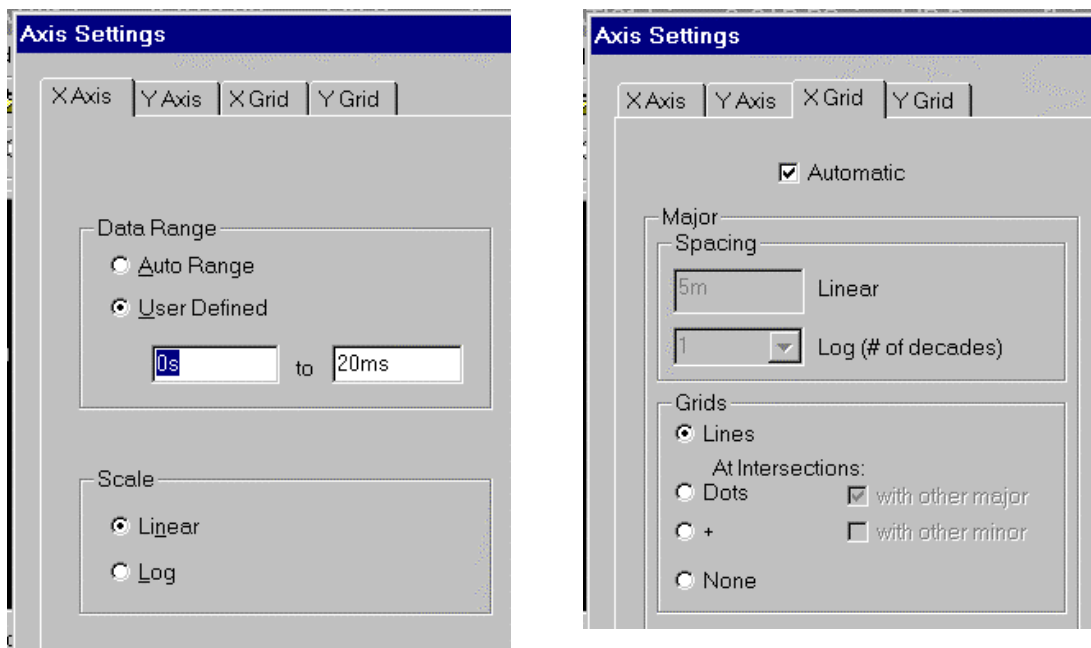 Axis Settings
X Axis Y Axis X Grid Y Grid
Data Range
Auto Range
User Defined
0s to 20ms
Scale
Linear
Log
Axis Settings
X Axis Y Axis X Grid Y Grid
Automatic
Major
Spacing
5m Linear
1 Log (# of decades)
Grids
Lines
At Intersections:
Dots with other major
+ with other minor
None